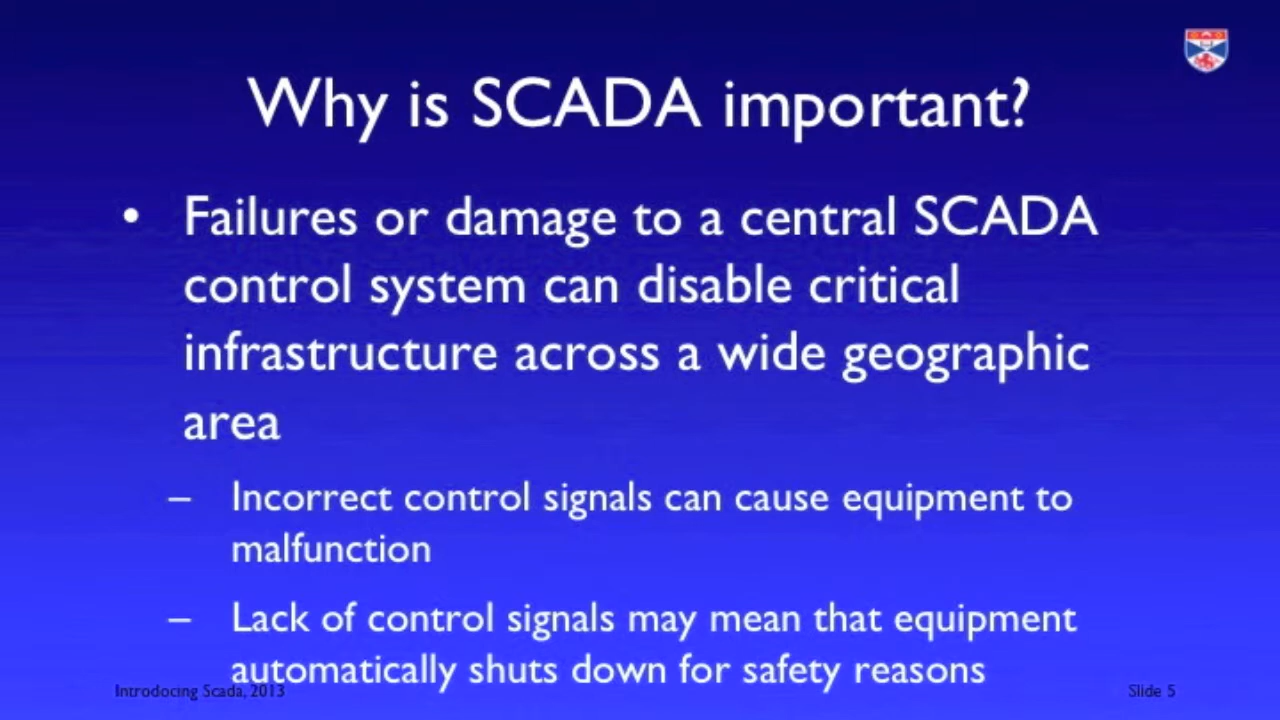 Why is SCADA important?
• Failures or damage to a central SCADA
control system can disable critical
infrastructure across a wide geographic
area
– Incorrect control signals can cause equipment to
malfunction
– Lack of control signals may mean that equipment
automatically shuts down for safety reasons
Introdocing Scada, 2013
Slide 5